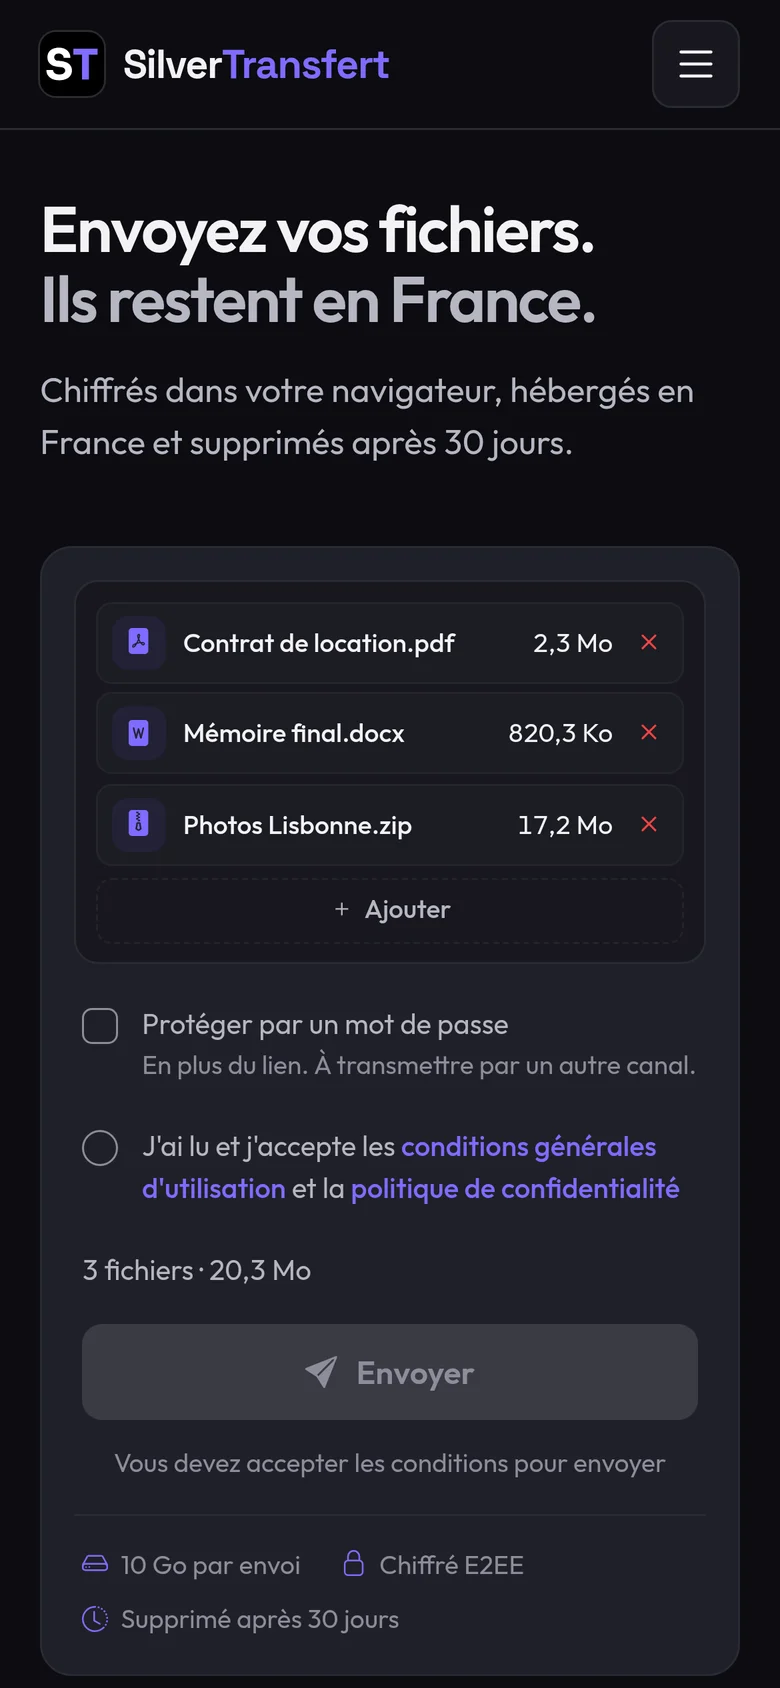 ST SilverTransfert
Envoyez vos fichiers.
Ils restent en France.
Chiffrés dans votre navigateur, hébergés en
France et supprimés après 30 jours.
Contrat de location.pdf 2,3 Mo
W Mémoire final.docx 820,3 Ko
Photos Lisbonne.zip 17,2 Mo
+ Ajouter
Protéger par un mot de passe
En plus du lien. À transmettre par un autre canal.
J'ai lu et j'accepte les conditions générales
d'utilisation et la politique de confidentialité
3 fichiers · 20,3 Mo
Envoyer
Vous devez accepter les conditions pour envoyer
10 Go par envoi Chiffré E2EE
Supprimé après 30 jours